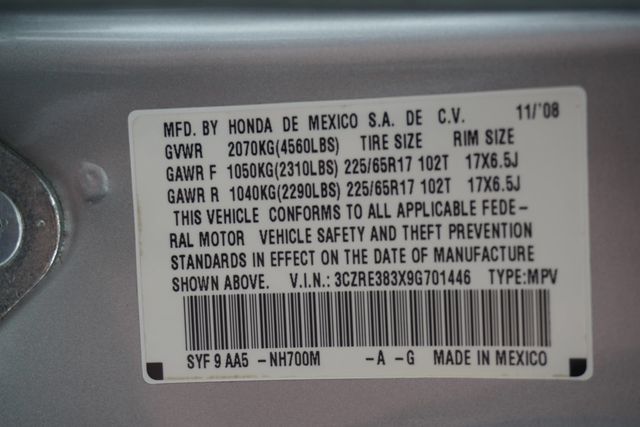 MFD. BY HONDA DE MEXICO S.A. DE C.V. 11/'08
GVWR 2070KG(4560LBS) TIRE SIZE RIM SIZE
GAWR F 1050KG(2310LBS) 225/65R17 102T 17X6.5J
GAWR R 1040KG(2290LBS) 225/65R17 102T 17X6.5J
THIS VEHICLE CONFORMS TO ALL APPLICABLE FEDE-
RAL MOTOR VEHICLE SAFETY AND THEFT PREVENTION
STANDARDS IN EFFECT ON THE DATE OF MANUFACTURE
SHOWN ABOVE. V.I.N.: 3CZRE383X9G701446 TYPE:MPV
SYF 9 AA5 -NH700M -A -G MADE IN MEXICO